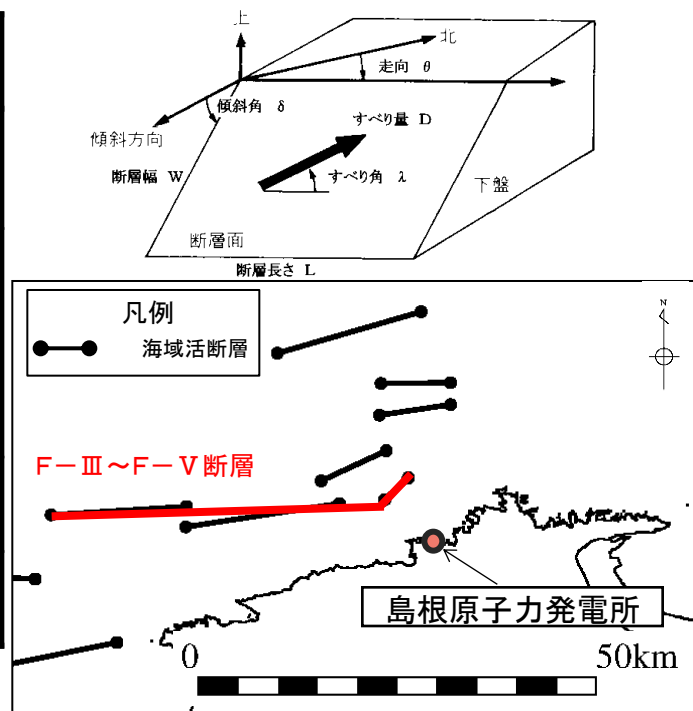 上
北
走向 θ
傾斜角 δ
すべり量 D
傾斜方向
断層幅 W
すべり角 λ
下盤
断層面
断層長さ L
凡例
海域活断層
N
F－Ⅲ～F－Ⅴ断層
島根原子力発電所
0 50km